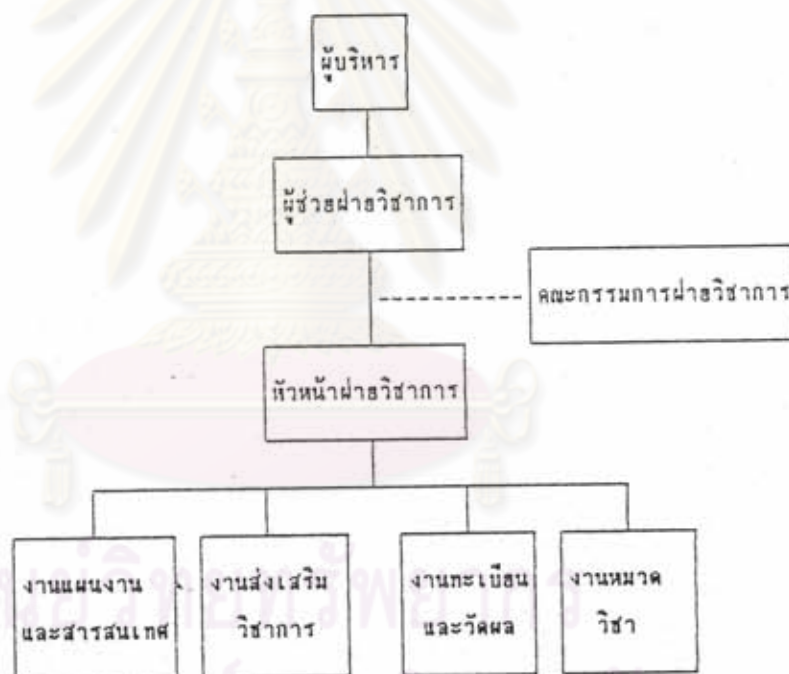 ผู้บริหาร
ผู้ช่วยฝ่ายวิชาการ
คณะกรรมการฝ่ายวิชาการ
หัวหน้าฝ่ายวิชาการ
งานแผนงาน
และสารสนเทศ
งานส่งเสริม
วิชาการ
งานทะเบียน
และวัดผล
งานหมวด
วิชา